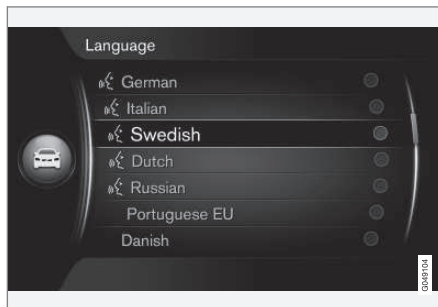 Language
German
Italian
Swedish
Dutch
Russian
Portuguese EU
Danish
G049104